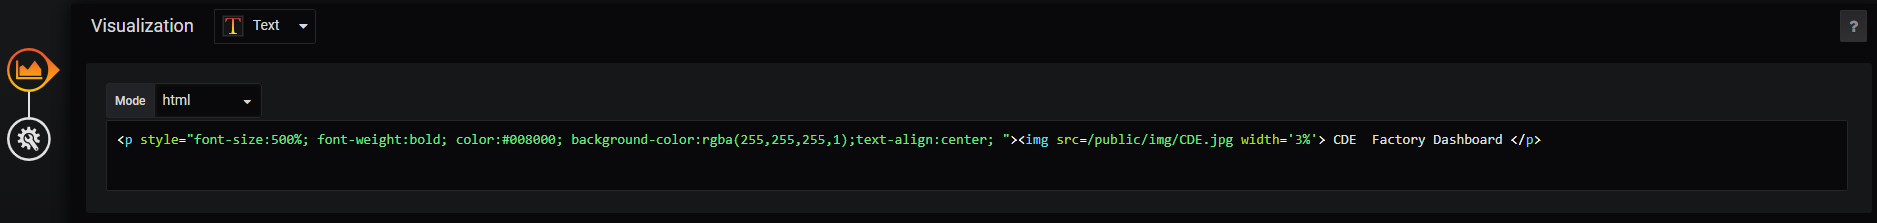 Visualization T Text ?
Mode html
<p style="font-size:500%; font-weight:bold; color:#008000; background-color:rgba(255,255,255,1);text-align:center; "><img src=/public/img/CDE.jpg width='3%'> CDE  Factory Dashboard </p>